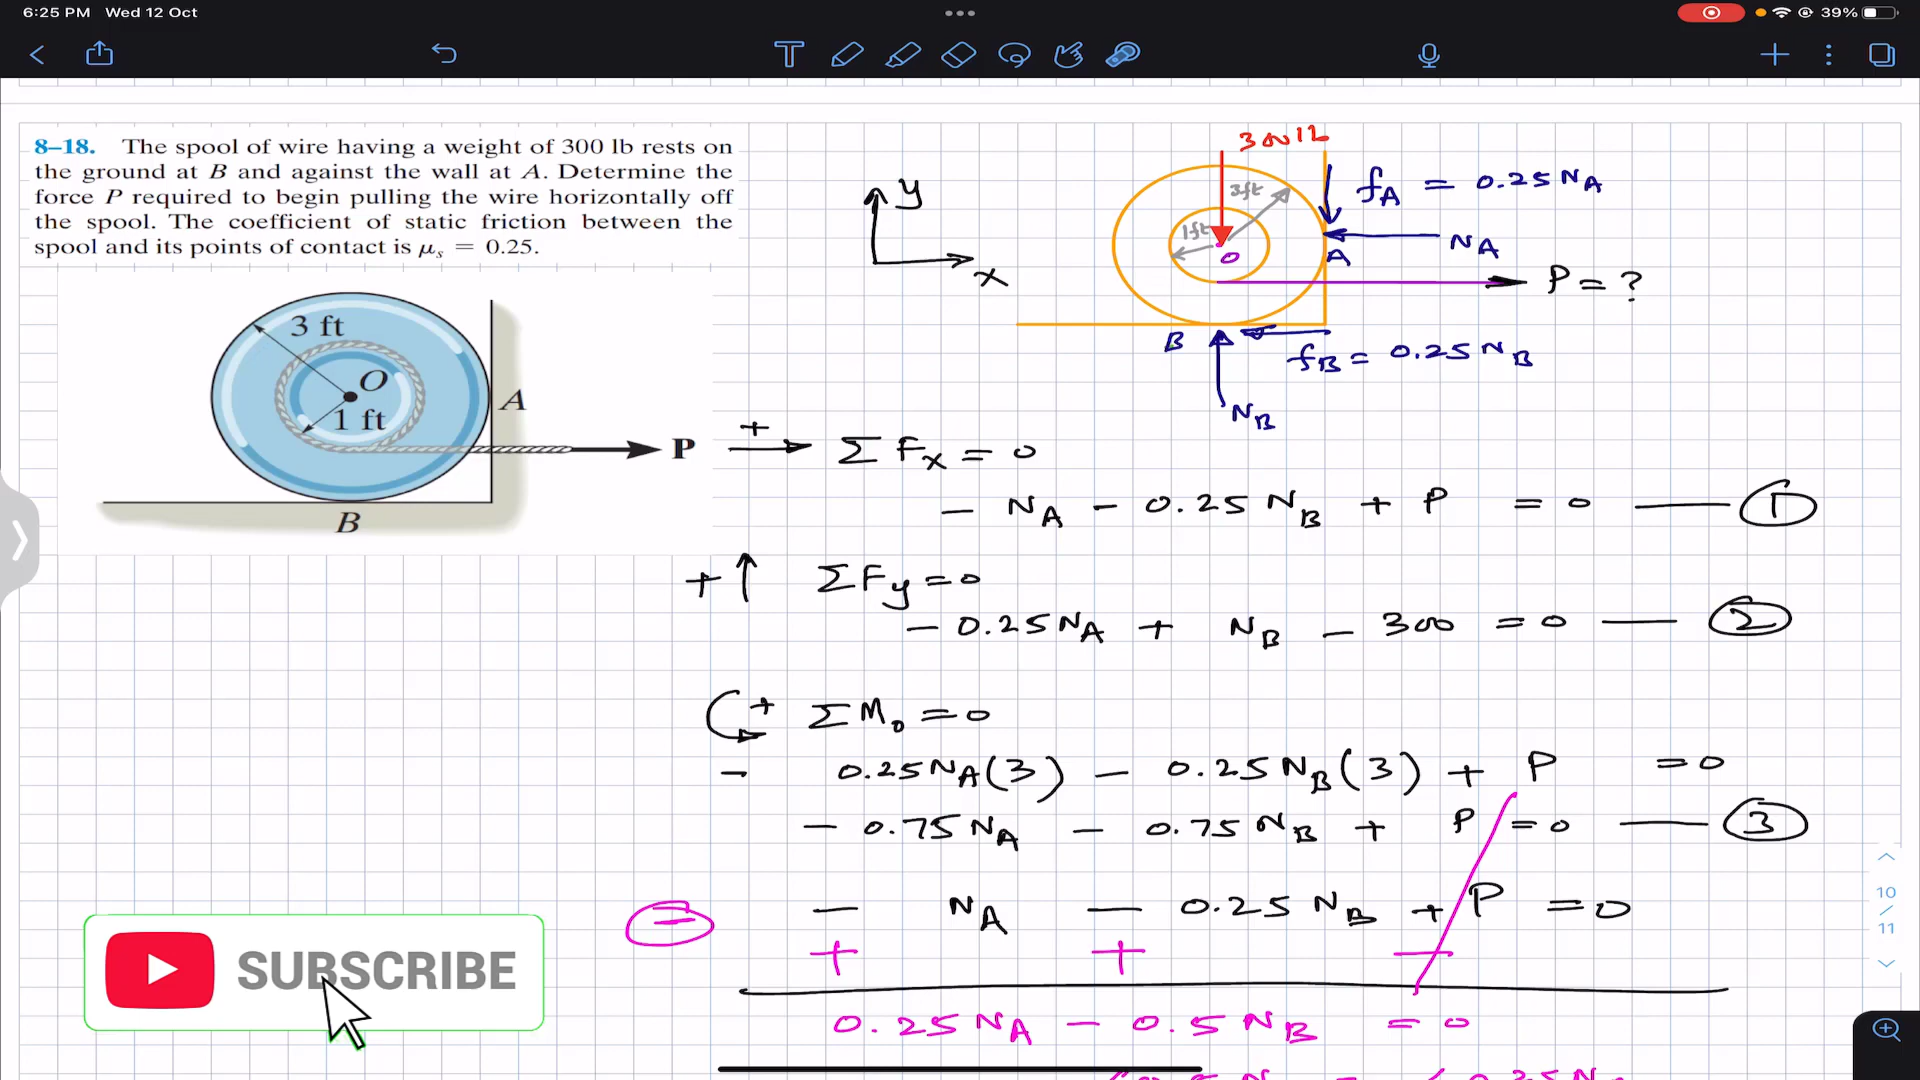 6:25 PM Wed 12 Oct
39%
8–18. The spool of wire having a weight of 300 lb rests on
the ground at B and against the wall at A. Determine the
force P required to begin pulling the wire horizontally off
the spool. The coefficient of static friction between the
spool and its points of contact is μs = 0.25.
3 ft
O
1 ft
A
P
B
y
x
300 lb
3ft
1ft
O
A
fA = 0.25 NA
NA
P = ?
B
fB = 0.25 NB
NB
+→ ΣFx = 0
− NA − 0.25 NB + P = 0 — ①
+↑ ΣFy = 0
− 0.25 NA + NB − 300 = 0 — ②
+ ΣMo = 0
− 0.25 NA(3) − 0.25 NB(3) + P = 0
− 0.75 NA − 0.75 NB + P = 0 — ③
− NA − 0.25 NB + P = 0
+ + −
0.25 NA − 0.5 NB = 0
SUBSCRIBE
10
/
11